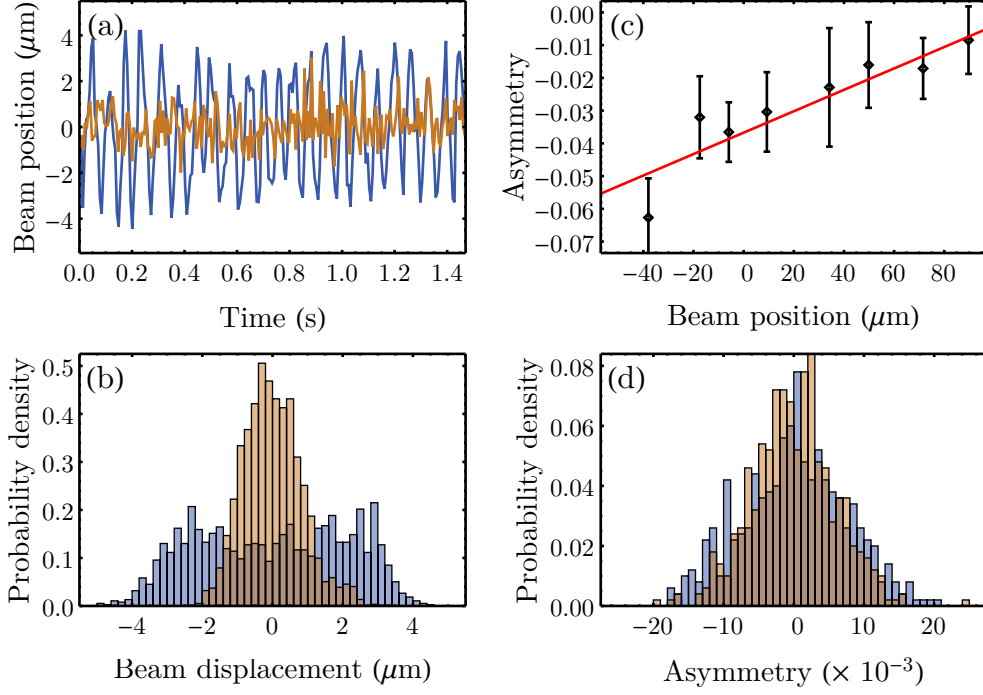 (a)
Beam position (μm)
4
2
0
−2
−4
0.0 0.2 0.4 0.6 0.8 1.0 1.2 1.4
Time (s)
(c)
Asymmetry
0.00
−0.01
−0.02
−0.03
−0.04
−0.05
−0.06
−0.07
−40 −20 0 20 40 60 80
Beam position (μm)
(b)
Probability density
0.5
0.4
0.3
0.2
0.1
0.0
−4 −2 0 2 4
Beam displacement (μm)
(d)
Probability density
0.08
0.06
0.04
0.02
0.00
−20 −10 0 10 20
Asymmetry (× 10⁻³)